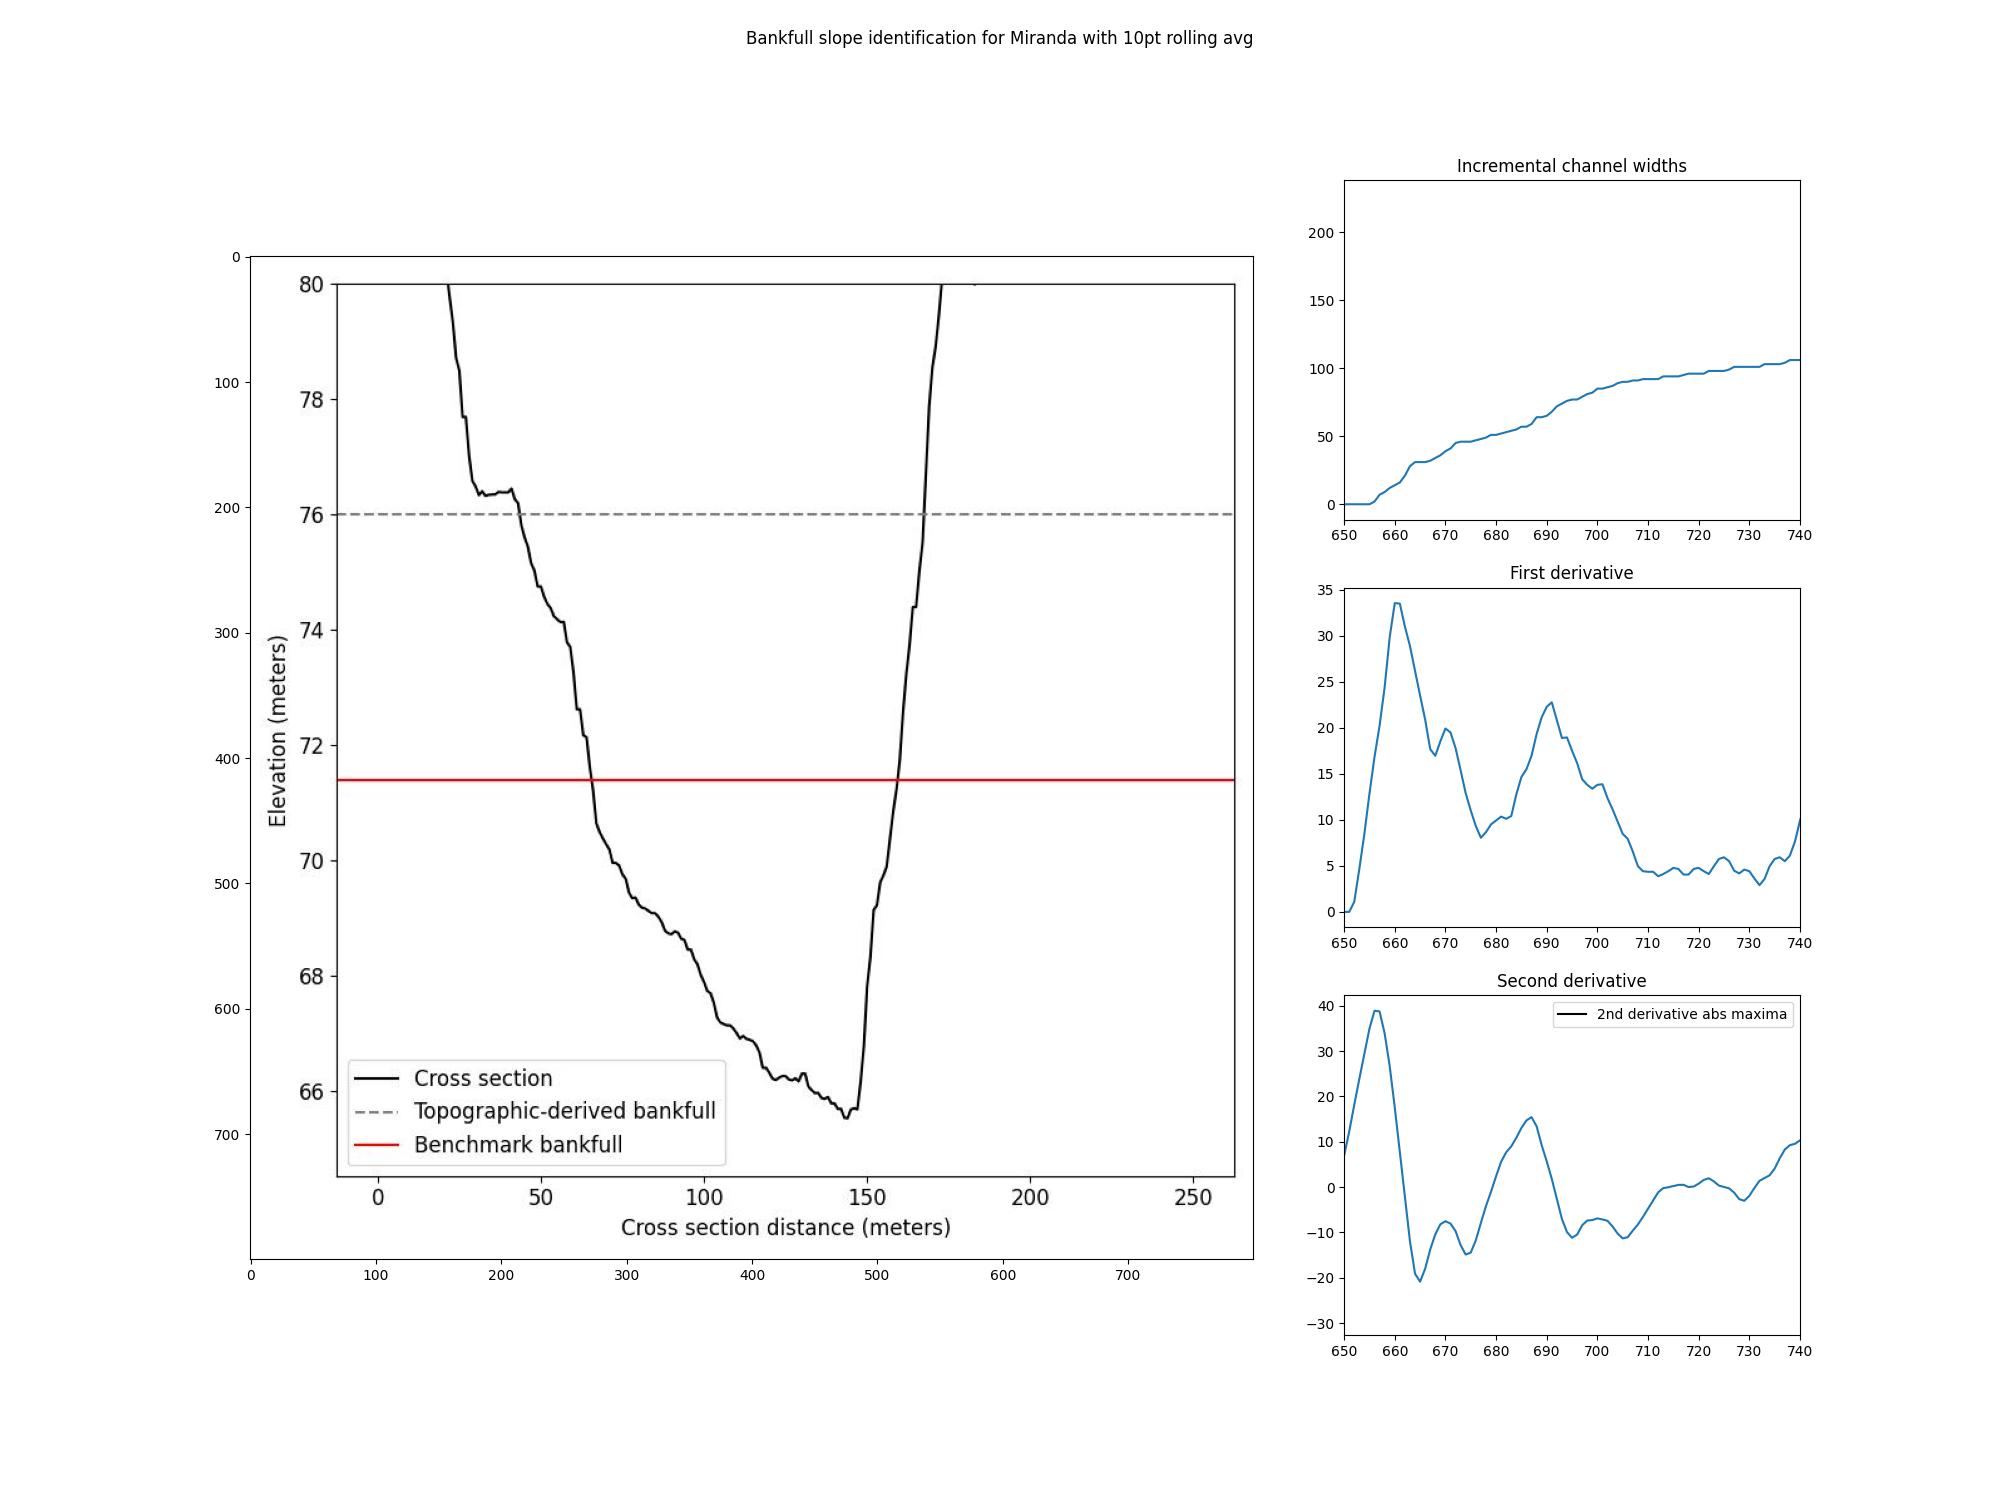 Bankfull slope identification for Miranda with 10pt rolling avg
0
100
200
300
400
500
600
700
0 100 200 300 400 500 600 700
80
78
76
74
72
70
68
66
Elevation (meters)
Cross section
Topographic-derived bankfull
Benchmark bankfull
0 50 100 150 200 250
Cross section distance (meters)
Incremental channel widths
200
150
100
50
0
650 660 670 680 690 700 710 720 730 740
First derivative
35
30
25
20
15
10
5
0
650 660 670 680 690 700 710 720 730 740
Second derivative
2nd derivative abs maxima
40
30
20
10
0
−10
−20
−30
650 660 670 680 690 700 710 720 730 740